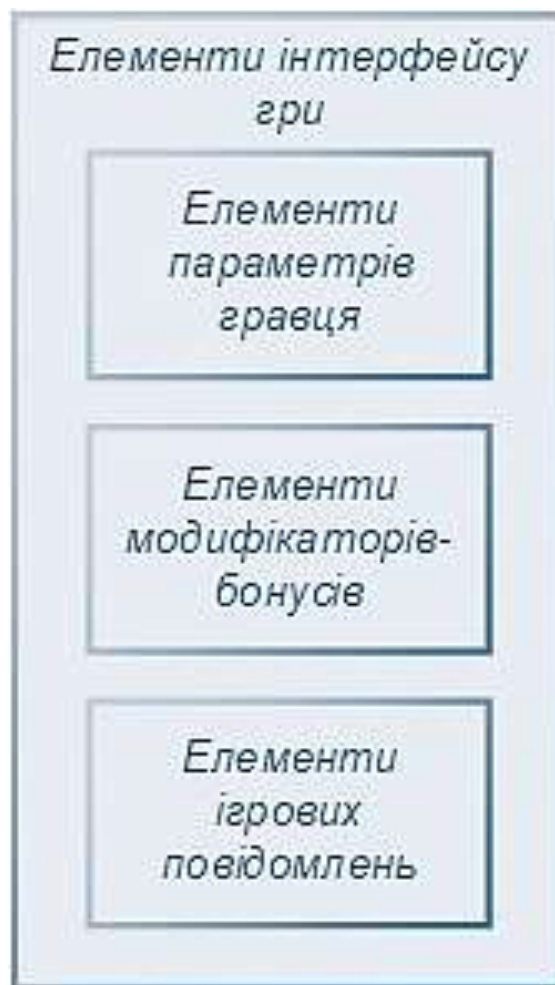 Елементи інтерфейсу
гри
Елементи
параметрів
гравця
Елементи
модифікаторів-
бонусів
Елементи
ігрових
повідомлень